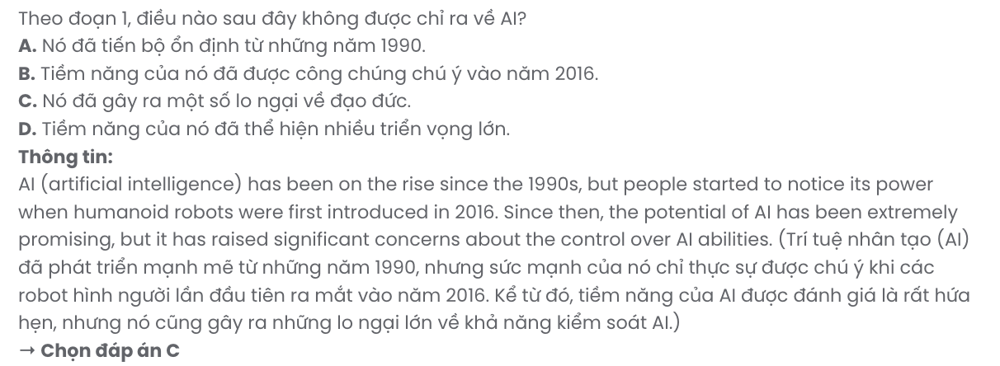 Theo đoạn 1, điều nào sau đây không được chỉ ra về AI?
A. Nó đã tiến bộ ổn định từ những năm 1990.
B. Tiềm năng của nó đã được công chúng chú ý vào năm 2016.
C. Nó đã gây ra một số lo ngại về đạo đức.
D. Tiềm năng của nó đã thể hiện nhiều triển vọng lớn.
Thông tin:
AI (artificial intelligence) has been on the rise since the 1990s, but people started to notice its power
when humanoid robots were first introduced in 2016. Since then, the potential of AI has been extremely
promising, but it has raised significant concerns about the control over AI abilities. (Trí tuệ nhân tạo (AI)
đã phát triển mạnh mẽ từ những năm 1990, nhưng sức mạnh của nó chỉ thực sự được chú ý khi các
robot hình người lần đầu tiên ra mắt vào năm 2016. Kể từ đó, tiềm năng của AI được đánh giá là rất hứa
hẹn, nhưng nó cũng gây ra những lo ngại lớn về khả năng kiểm soát AI.)
→ Chọn đáp án C